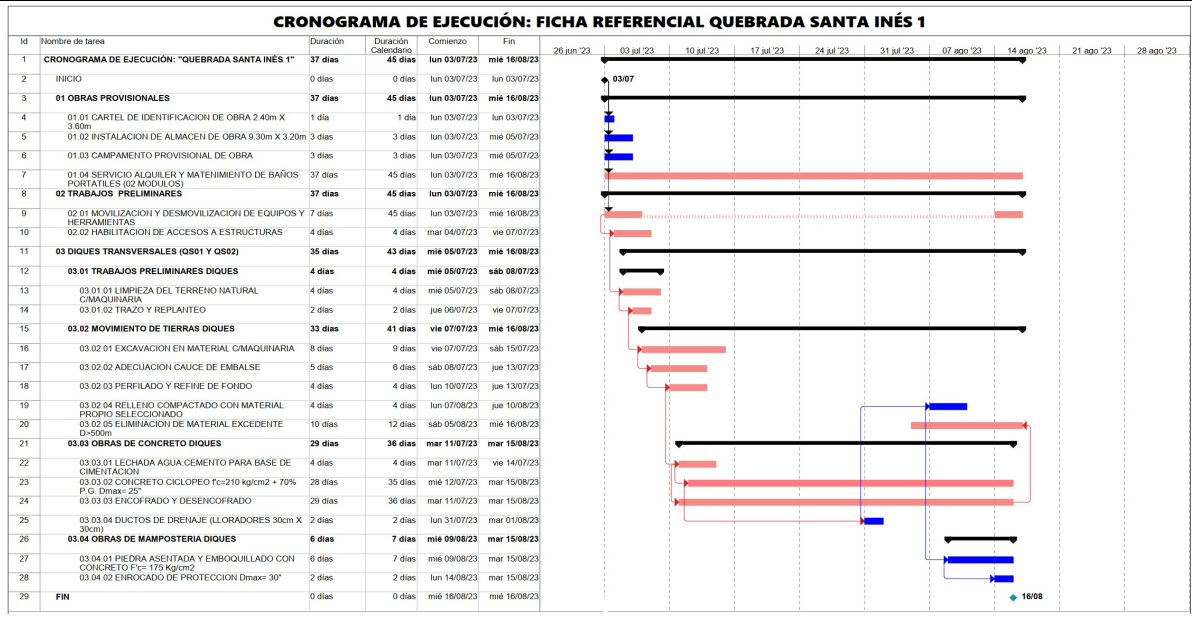 CRONOGRAMA DE EJECUCIÓN: FICHA REFERENCIAL QUEBRADA SANTA INÉS 1
Id Nombre de tarea Duración Duración Calendario Comienzo Fin 26 jun '23 03 jul '23 10 jul '23 17 jul '23 24 jul '23 31 jul '23 07 ago '23 14 ago '23 21 ago '23 28 ago '23
1 CRONOGRAMA DE EJECUCIÓN: "QUEBRADA SANTA INÉS 1" 37 días 45 días lun 03/07/23 mié 16/08/23
2 INICIO 0 días 0 días lun 03/07/23 lun 03/07/23 03/07
3 01 OBRAS PROVISIONALES 37 días 45 días lun 03/07/23 mié 16/08/23
4 01.01 CARTEL DE IDENTIFICACION DE OBRA 2.40m X 1 día 1 día lun 03/07/23 lun 03/07/23
3.60m
5 01.02 INSTALACION DE ALMACEN DE OBRA 9.30m X 3.20m 3 días 3 días lun 03/07/23 mié 05/07/23
6 01.03 CAMPAMENTO PROVISIONAL DE OBRA 3 días 3 días lun 03/07/23 mié 05/07/23
7 01.04 SERVICIO ALQUILER Y MATENIMIENTO DE BAÑOS 37 días 45 días lun 03/07/23 mié 16/08/23
PORTATILES (02 MODULOS)
8 02 TRABAJOS PRELIMINARES 37 días 45 días lun 03/07/23 mié 16/08/23
9 02.01 MOVILIZACION Y DESMOVILIZACION DE EQUIPOS Y 7 días 45 días lun 03/07/23 mié 16/08/23
HERRAMIENTAS
10 02.02 HABILITACION DE ACCESOS A ESTRUCTURAS 4 días 4 días mar 04/07/23 vie 07/07/23
11 03 DIQUES TRANSVERSALES (QS01 Y QS02) 35 días 43 días mié 05/07/23 mié 16/08/23
12 03.01 TRABAJOS PRELIMINARES DIQUES 4 días 4 días mié 05/07/23 sáb 08/07/23
13 03.01.01 LIMPIEZA DEL TERRENO NATURAL 4 días 4 días mié 05/07/23 sáb 08/07/23
C/MAQUINARIA
14 03.01.02 TRAZO Y REPLANTEO 2 días 2 días jue 06/07/23 vie 07/07/23
15 03.02 MOVIMIENTO DE TIERRAS DIQUES 33 días 41 días vie 07/07/23 mié 16/08/23
16 03.02.01 EXCAVACION EN MATERIAL C/MAQUINARIA 8 días 9 días vie 07/07/23 sáb 15/07/23
17 03.02.02 ADECUACION CAUCE DE EMBALSE 5 días 6 días sáb 08/07/23 jue 13/07/23
18 03.02.03 PERFILADO Y REFINE DE FONDO 4 días 4 días lun 10/07/23 jue 13/07/23
19 03.02.04 RELLENO COMPACTADO CON MATERIAL 4 días 4 días lun 07/08/23 jue 10/08/23
PROPIO SELECCIONADO
20 03.02.05 ELIMINACION DE MATERIAL EXCEDENTE 10 días 12 días sáb 05/08/23 mié 16/08/23
D>500m
21 03.03 OBRAS DE CONCRETO DIQUES 29 días 36 días mar 11/07/23 mar 15/08/23
22 03.03.01 LECHADA AGUA:CEMENTO PARA BASE DE 4 días 4 días mar 11/07/23 vie 14/07/23
CIMENTACION
23 03.03.02 CONCRETO CICLOPEO f'c=210 kg/cm2 + 70% 28 días 35 días mié 12/07/23 mar 15/08/23
P.G. Dmax= 25"
24 03.03.03 ENCOFRADO Y DESENCOFRADO 29 días 36 días mar 11/07/23 mar 15/08/23
25 03.03.04 DUCTOS DE DRENAJE (LLORADORES 30cm X 2 días 2 días lun 31/07/23 mar 01/08/23
30cm)
26 03.04 OBRAS DE MAMPOSTERIA DIQUES 6 días 7 días mié 09/08/23 mar 15/08/23
27 03.04.01 PIEDRA ASENTADA Y EMBOQUILLADO CON 6 días 7 días mié 09/08/23 mar 15/08/23
CONCRETO F'c= 175 Kg/cm2
28 03.04.02 ENROCADO DE PROTECCION Dmax= 30" 2 días 2 días lun 14/08/23 mar 15/08/23
29 FIN 0 días 0 días mié 16/08/23 mié 16/08/23 16/08